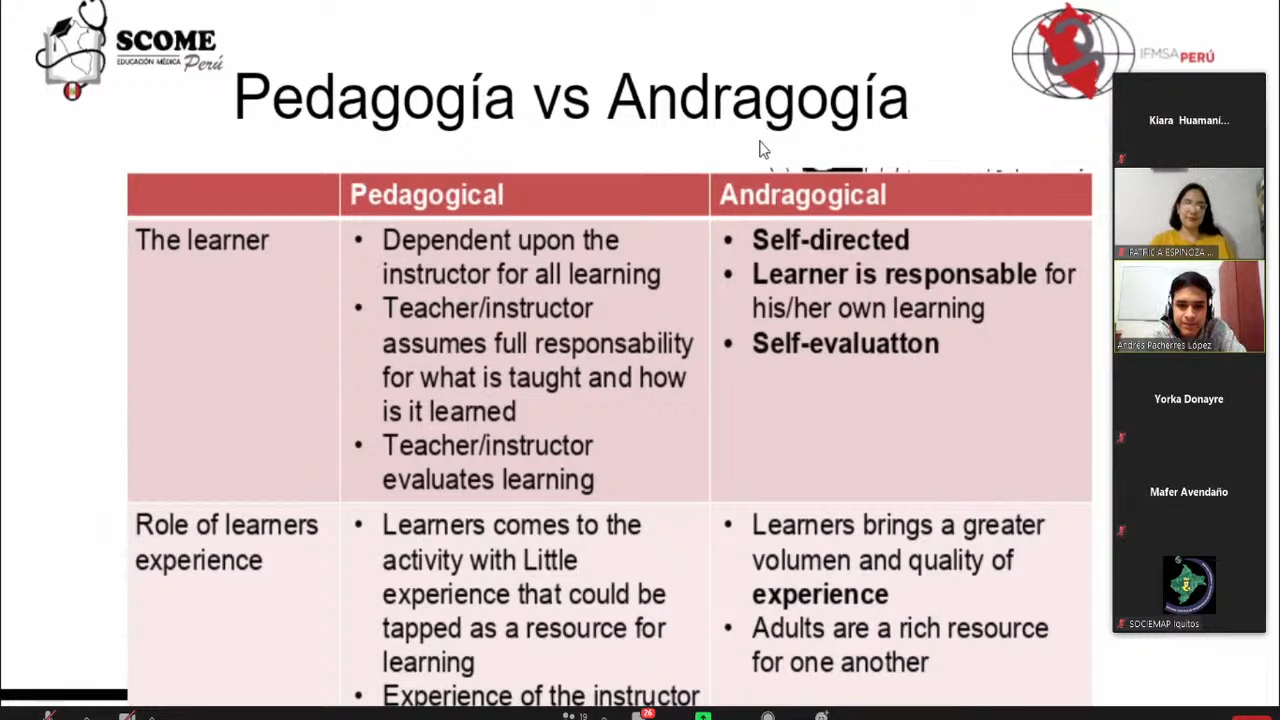 SCOME
EDUCACIÓN MÉDICA
Perú
IFMSA PERÚ
Pedagogía vs Andragogía
Pedagogical
Andragogical
The learner
• Dependent upon the
instructor for all learning
• Teacher/instructor
assumes full responsability
for what is taught and how
is it learned
• Teacher/instructor
evaluates learning
• Self-directed
• Learner is responsable for
his/her own learning
• Self-evaluatton
Role of learners
experience
• Learners comes to the
activity with Little
experience that could be
tapped as a resource for
learning
• Experience of the instructor
• Learners brings a greater
volumen and quality of
experience
• Adults are a rich resource
for one another
Kiara Huamaní...
PATRICIA ESPINOZA ...
Andrés Pacherres López
Yorka Donayre
Mafer Avendaño
SOCIEMAP Iquitos
19
26